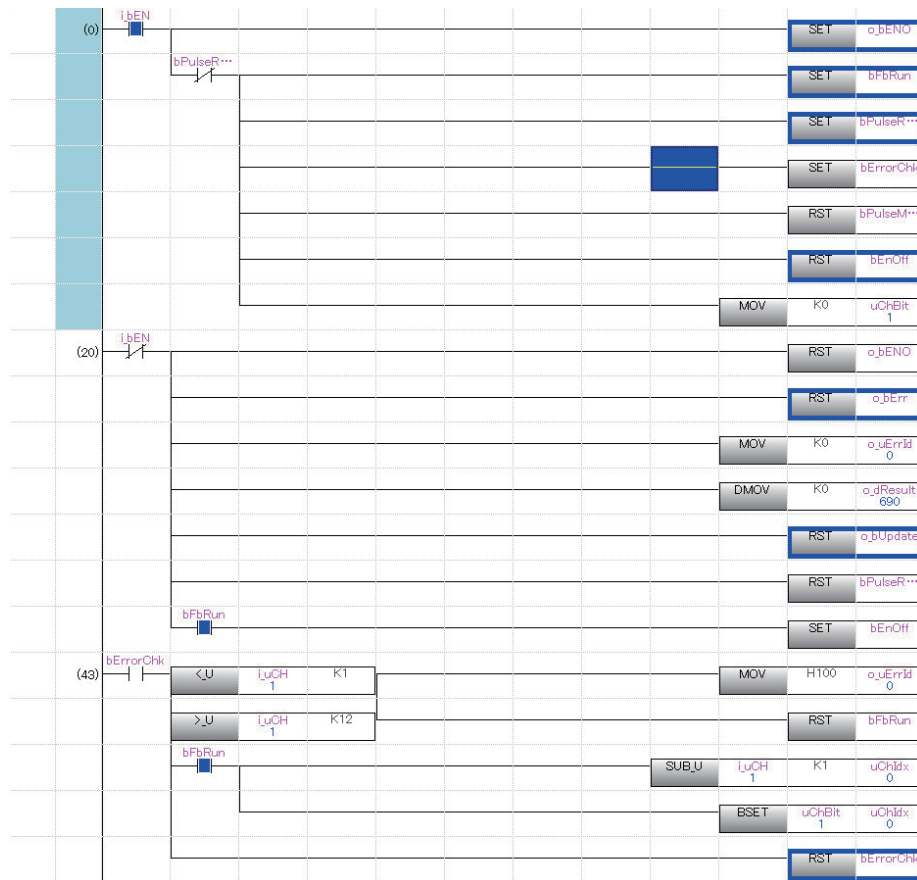 i_bEN
(0) SET o_bENO
bPulseR…
SET bFbRun
SET bPulseR…
SET bErrorChk
RST bPulseM…
RST bEnOff
MOV K0 uChBit
1
i_bEN
(20) RST o_bENO
RST o_bErr
MOV K0 o_uErrId
0
DMOV K0 o_dResult
690
RST o_bUpdate
RST bPulseR…
bFbRun
SET bEnOff
bErrorChk
(43) <_U i_uCH K1 MOV H100 o_uErrId
1 0
>_U i_uCH K12 RST bFbRun
1
bFbRun
SUB_U i_uCH K1 uChIdx
1 0
BSET uChBit uChIdx
1 0
RST bErrorChk